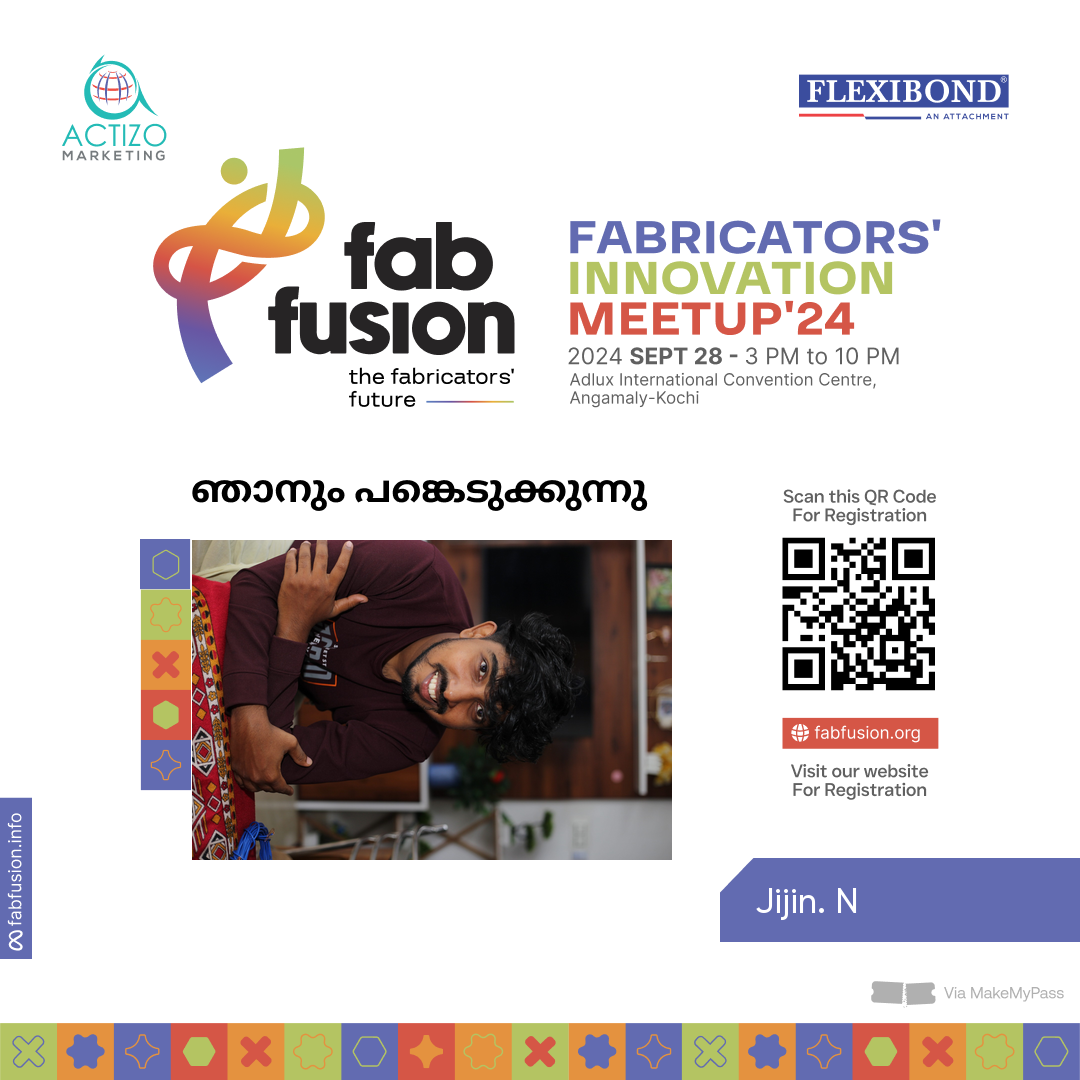 ACTIZO
MARKETING
FLEXIBOND®
AN ATTACHMENT
fab
fusion
the fabricators'
future
FABRICATORS'
INNOVATION
MEETUP'24
2024 SEPT 28 - 3 PM to 10 PM
Adlux International Convention Centre,
Angamaly-Kochi
ഞാനും പങ്കെടുക്കുന്നു
Scan this QR Code
For Registration
fabfusion.org
Visit our website
For Registration
fabfusion.info
Jijin. N
Via MakeMyPass